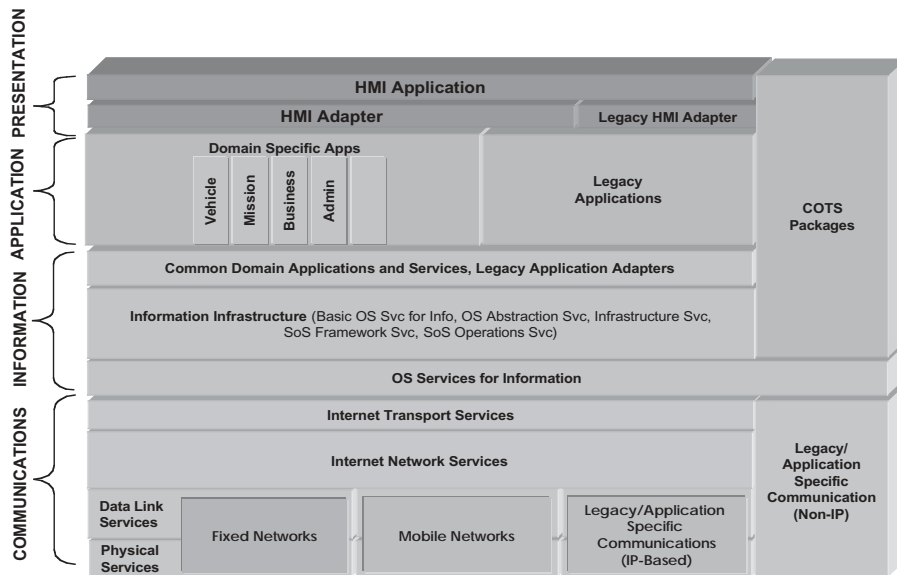 PRESENTATION
HMI Application
HMI Adapter
Legacy HMI Adapter
APPLICATION
Domain Specific Apps
Vehicle
Mission
Business
Admin
Legacy
Applications
COTS
Packages
INFORMATION
Common Domain Applications and Services, Legacy Application Adapters
Information Infrastructure (Basic OS Svc for Info, OS Abstraction Svc, Infrastructure Svc,
SoS Framework Svc, SoS Operations Svc)
OS Services for Information
COMMUNICATIONS
Internet Transport Services
Internet Network Services
Legacy/
Application
Specific
Communication
(Non-IP)
Data Link
Services
Physical
Services
Fixed Networks
Mobile Networks
Legacy/Application
Specific
Communications
(IP-Based)